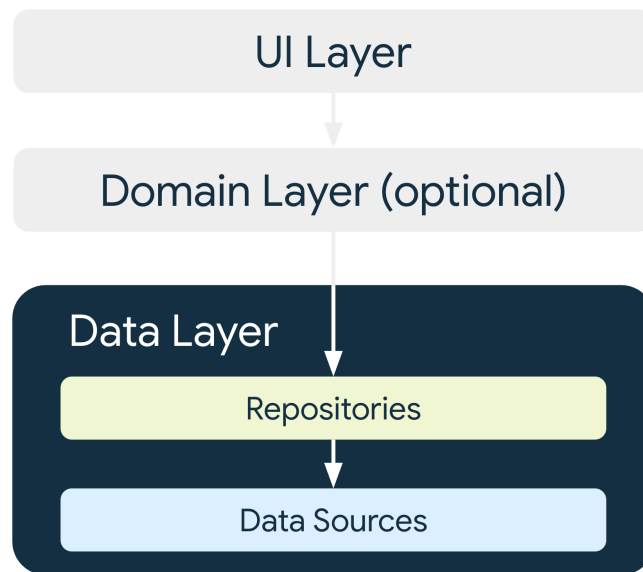 UI Layer
Domain Layer (optional)
Data Layer
Repositories
Data Sources